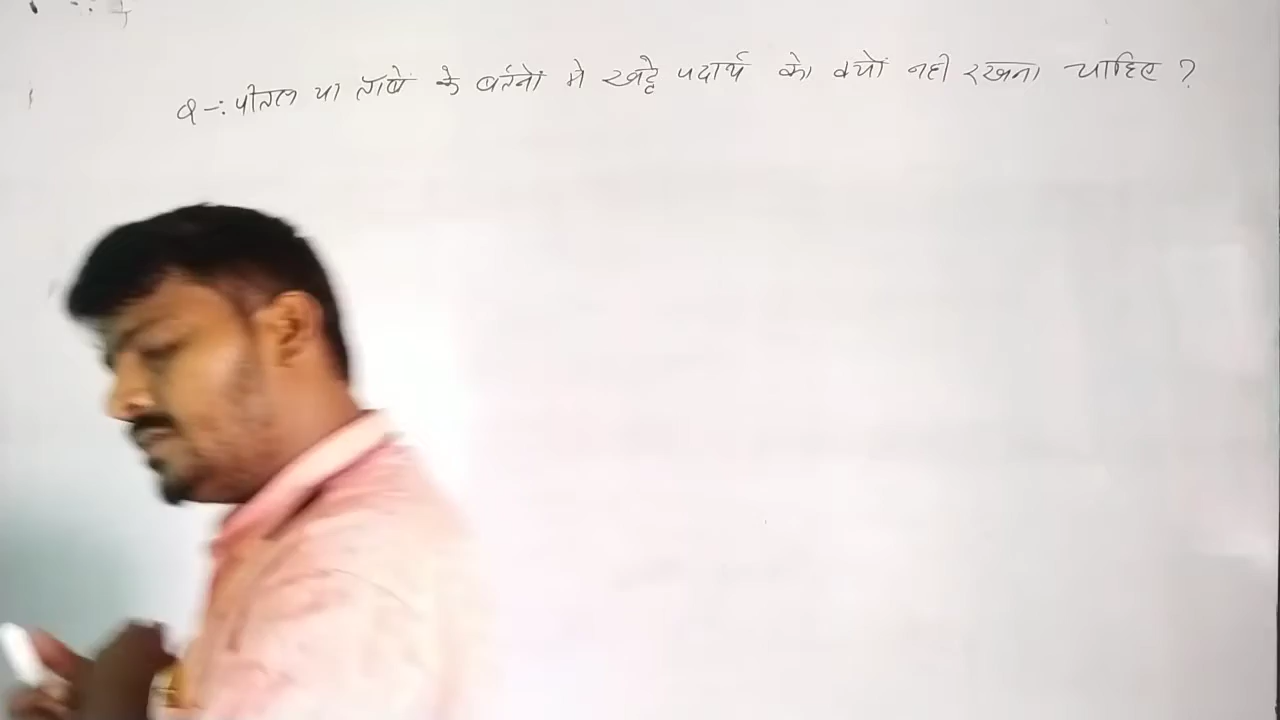 Q-: पीतल या ताँबे के बर्तनों मे खट्टे पदार्थ को क्यों नही रखना चाहिए ?